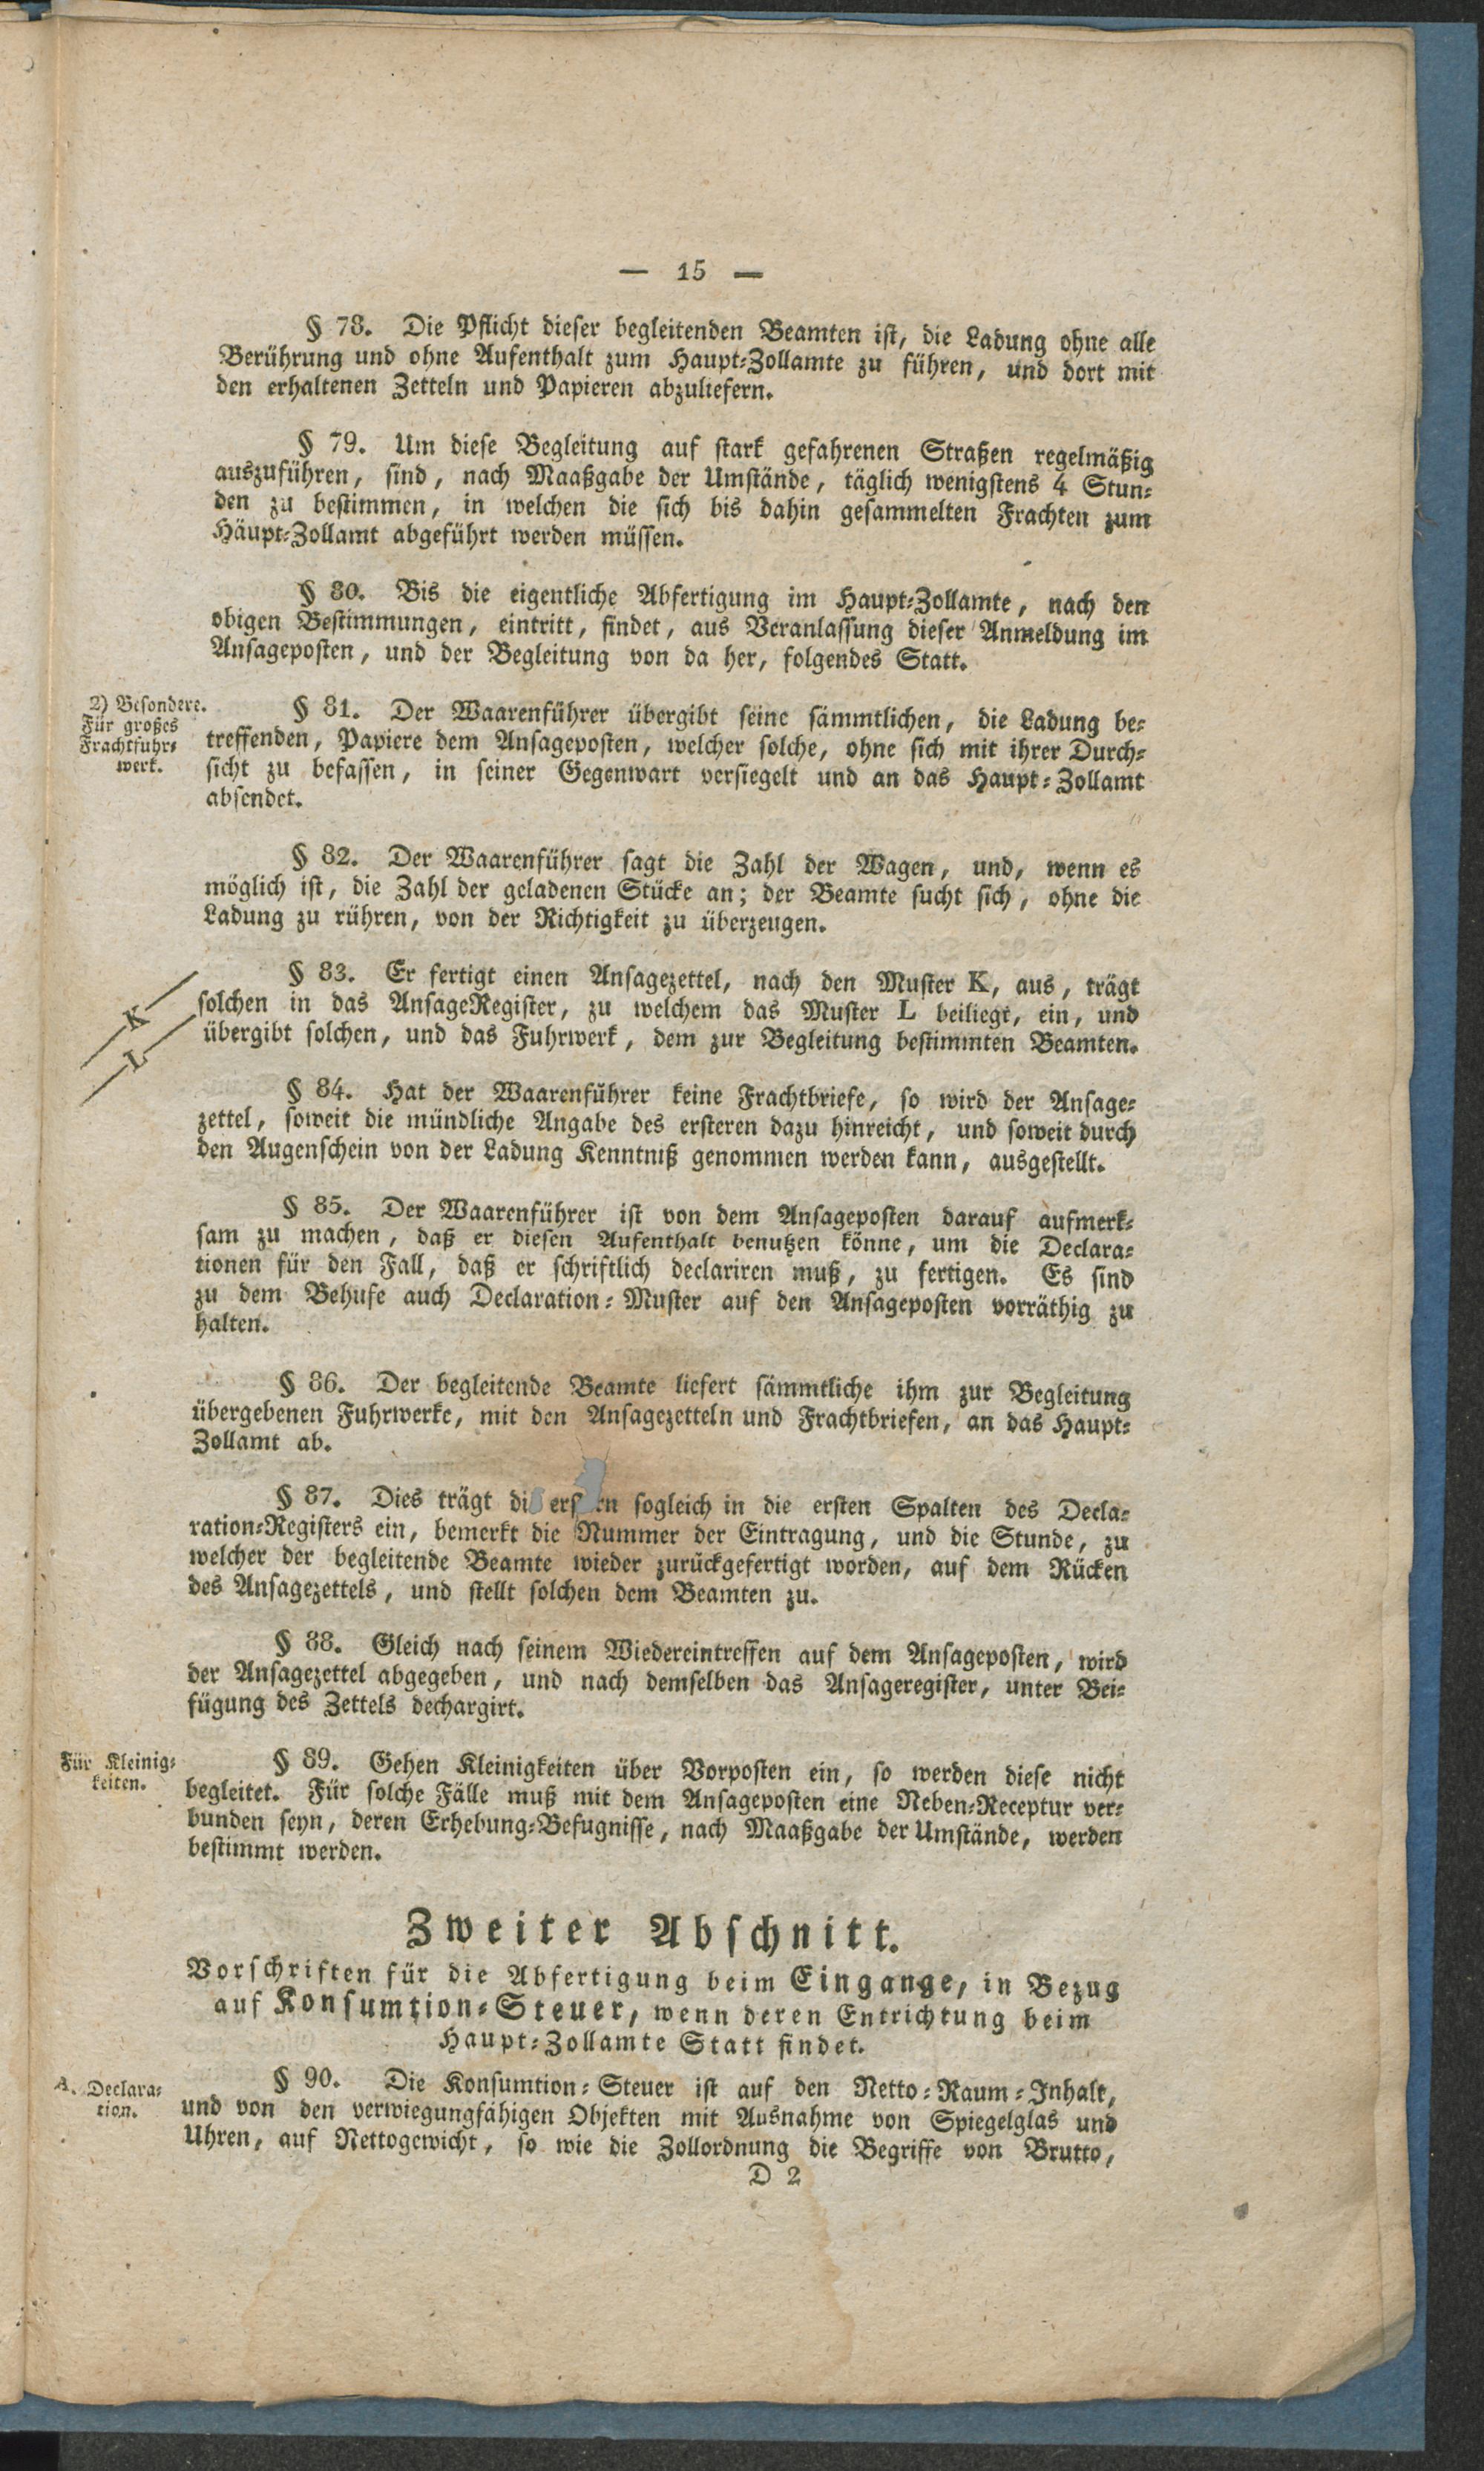 — 15 —
§ 78. Die Pflicht dieser begleitenden Beamten ist, die Ladung ohne alle
Berührung und ohne Aufenthalt zum Haupt-Zollamte zu führen, und dort mit
den erhaltenen Zetteln und Papieren abzuliefern.
§ 79. Um diese Begleitung auf stark gefahrenen Straßen regelmäßig
auszuführen, sind, nach Maaßgabe der Umstände, täglich wenigstens 4 Stun-
den zu bestimmen, in welchen die sich bis dahin gesammelten Frachten zum
Häupt-Zollamt abgeführt werden müssen.
§ 80. Bis die eigentliche Abfertigung im Haupt-Zollamte, nach den
obigen Bestimmungen, eintritt, findet, aus Veranlassung dieser Anmeldung im
Ansageposten, und der Begleitung von da her, folgendes Statt.
2) Besondere.
Für großes
Frachtfuhr-
werk.
§ 81. Der Waarenführer übergibt seine sämmtlichen, die Ladung be-
treffenden, Papiere dem Ansageposten, welcher solche, ohne sich mit ihrer Durch-
sicht zu befassen, in seiner Gegenwart versiegelt und an das Haupt-Zollamt
absendet.
§ 82. Der Waarenführer sagt die Zahl der Wagen, und, wenn es
möglich ist, die Zahl der geladenen Stücke an; der Beamte sucht sich, ohne die
Ladung zu rühren, von der Richtigkeit zu überzeugen.
K
L
§ 83. Er fertigt einen Ansagezettel, nach den Muster K, aus, trägt
solchen in das AnsageRegister, zu welchem das Muster L beiliegt, ein, und
übergibt solchen, und das Fuhrwerk, dem zur Begleitung bestimmten Beamten.
§ 84. Hat der Waarenführer keine Frachtbriefe, so wird der Ansage-
zettel, soweit die mündliche Angabe des ersteren dazu hinreicht, und soweit durch
den Augenschein von der Ladung Kenntniß genommen werden kann, ausgestellt.
§ 85. Der Waarenführer ist von dem Ansageposten darauf aufmerk-
sam zu machen, daß er diesen Aufenthalt benutzen könne, um die Declara-
tionen für den Fall, daß er schriftlich declariren muß, zu fertigen. Es sind
zu dem Behufe auch Declaration-Muster auf den Ansageposten vorräthig zu
halten.
§ 86. Der begleitende Beamte liefert sämmtliche ihm zur Begleitung
übergebenen Fuhrwerke, mit den Ansagezetteln und Frachtbriefen, an das Haupt-
Zollamt ab.
§ 87. Dies trägt sogleich in die ersten Spalten des Decla-
ration-Registers ein, bemerkt die Nummer der Eintragung, und die Stunde, zu
welcher der begleitende Beamte wieder zurückgefertigt worden, auf dem Rücken
des Ansagezettels, und stellt solchen dem Beamten zu.
§ 88. Gleich nach seinem Wiedereintreffen auf dem Ansageposten, wird
der Ansagezettel abgegeben, und nach demselben das Ansageregister, unter Bei-
fügung des Zettels dechargirt.
Für Kleinig-
keiten.
§ 89. Gehen Kleinigkeiten über Vorposten ein, so werden diese nicht
begleitet. Für solche Fälle muß mit dem Ansageposten eine Neben-Receptur ver-
bunden seyn, deren Erhebung-Befugnisse, nach Maaßgabe der Umstände, werden
bestimmt werden.
Zweiter Abschnitt.
Vorschriften für die Abfertigung beim Eingange, in Bezug
auf Konsumtion-Steuer, wenn deren Entrichtung beim
Haupt-Zollamte Statt findet.
A. Declara-
tion.
§ 90. Die Konsumtion-Steuer ist auf den Netto-Raum-Inhalt,
und von den verwiegungfähigen Objekten mit Ausnahme von Spiegelglas und
Uhren, auf Nettogewicht, so wie die Zollordnung die Begriffe von Brutto,
D 2